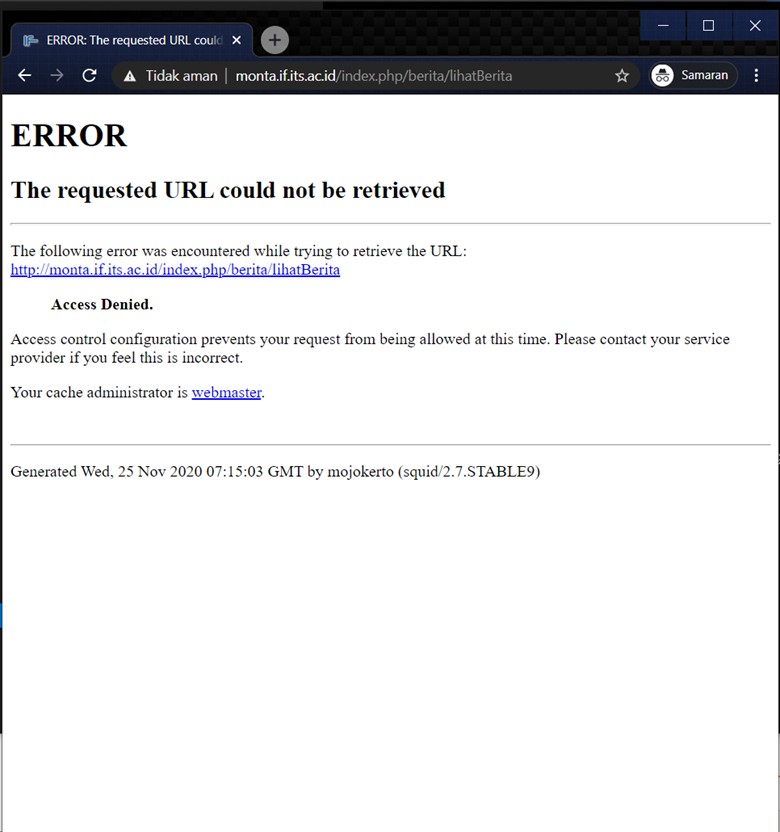 ERROR: The requested URL could
Tidak aman | monta.if.its.ac.id/index.php/berita/lihatBerita
Samaran
ERROR
The requested URL could not be retrieved
The following error was encountered while trying to retrieve the URL:
http://monta.if.its.ac.id/index.php/berita/lihatBerita
Access Denied.
Access control configuration prevents your request from being allowed at this time. Please contact your service
provider if you feel this is incorrect.
Your cache administrator is webmaster.
Generated Wed, 25 Nov 2020 07:15:03 GMT by mojokerto (squid/2.7.STABLE9)